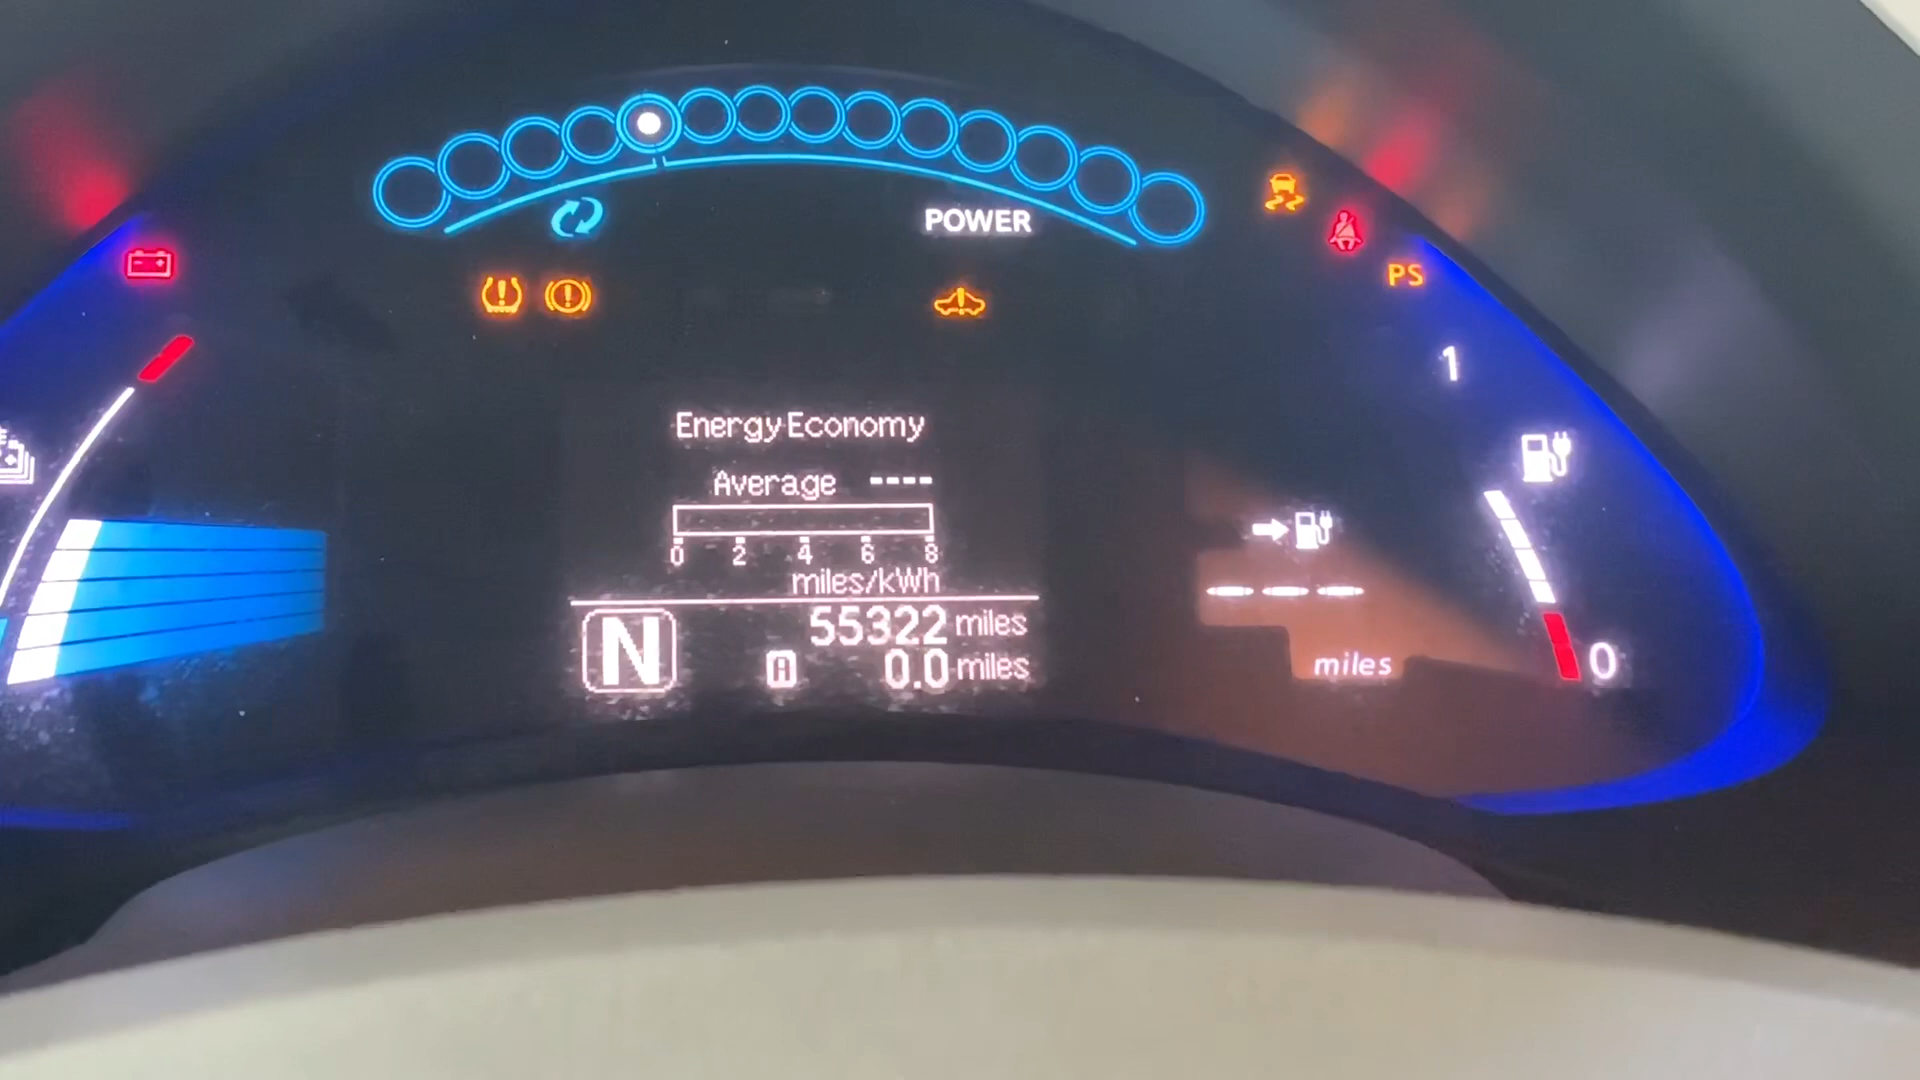 POWER
PS
1
Energy Economy
Average ----
0 2 4 6 8
miles/kWh
N
55322 miles
A 0.0 miles
--- 
miles
0